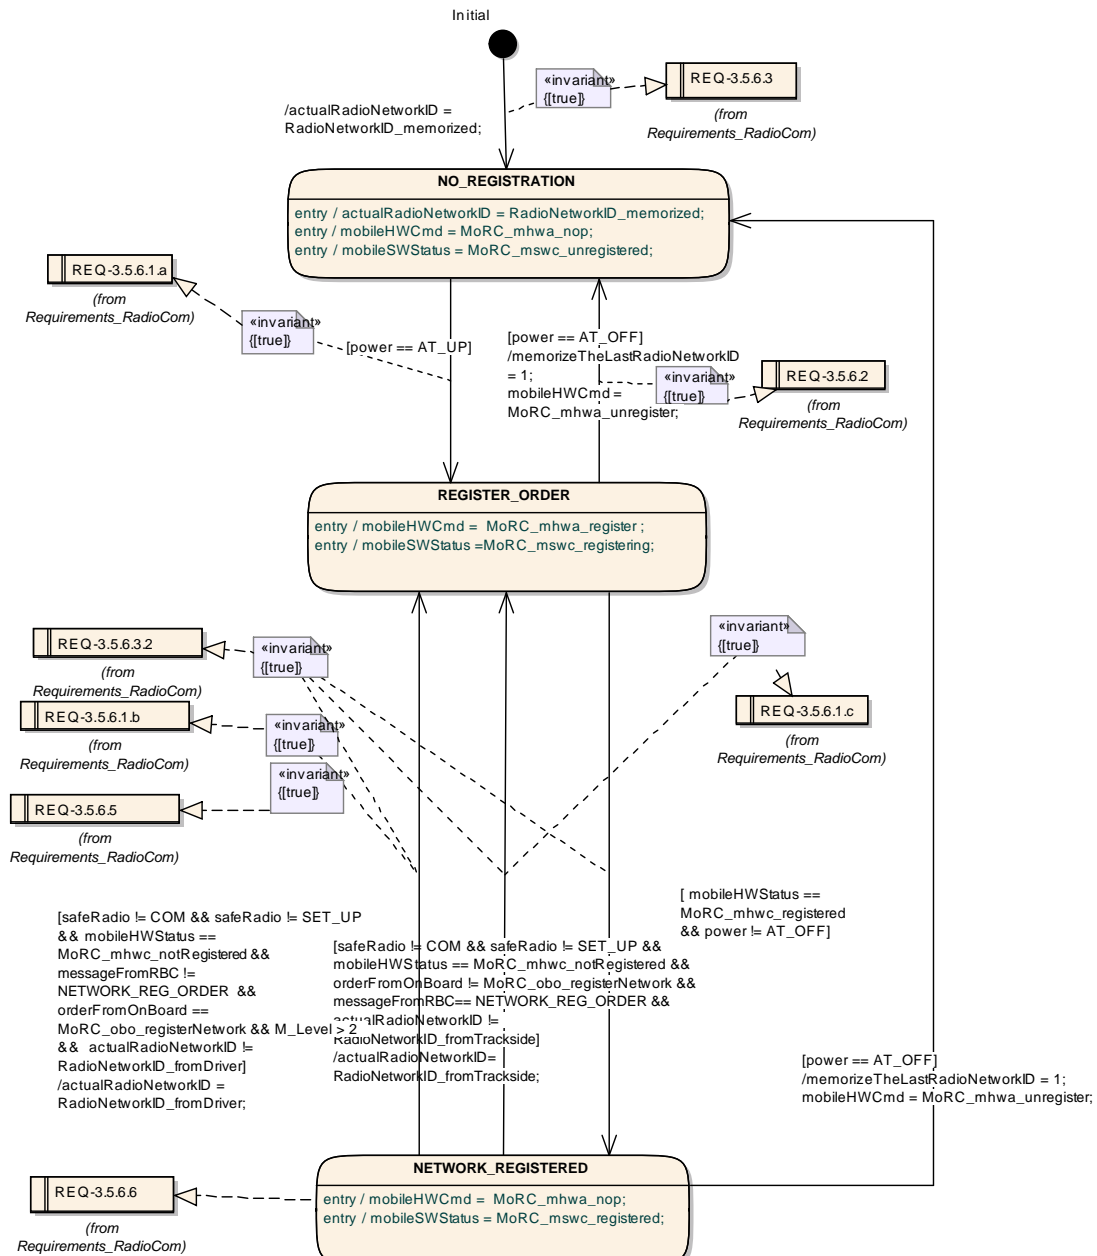 Initial
«invariant»
{[true]}
REQ-3.5.6.3
(from
Requirements_RadioCom)
/actualRadioNetworkID =
RadioNetworkID_memorized;
NO_REGISTRATION
entry / actualRadioNetworkID = RadioNetworkID_memorized;
entry / mobileHWCmd = MoRC_mhwa_nop;
entry / mobileSWStatus = MoRC_mswc_unregistered;
REQ-3.5.6.1.a
(from
Requirements_RadioCom)
«invariant»
{[true]}
[power == AT_UP]
[power == AT_OFF]
/memorizeTheLastRadioNetworkID
= 1;
mobileHWCmd =
MoRC_mhwa_unregister;
«invariant»
{[true]}
REQ-3.5.6.2
(from
Requirements_RadioCom)
REGISTER_ORDER
entry / mobileHWCmd =  MoRC_mhwa_register ;
entry / mobileSWStatus =MoRC_mswc_registering;
REQ-3.5.6.3.2
(from
Requirements_RadioCom)
«invariant»
{[true]}
«invariant»
{[true]}
REQ-3.5.6.1.c
(from
Requirements_RadioCom)
REQ-3.5.6.1.b
(from
Requirements_RadioCom)
«invariant»
{[true]}
«invariant»
{[true]}
REQ-3.5.6.5
(from
Requirements_RadioCom)
[safeRadio != COM && safeRadio != SET_UP
&& mobileHWStatus ==
MoRC_mhwc_notRegistered &&
messageFromRBC !=
NETWORK_REG_ORDER  &&
orderFromOnBoard ==
MoRC_obo_registerNetwork && M_Level > 2
&&  actualRadioNetworkID !=
RadioNetworkID_fromDriver]
/actualRadioNetworkID =
RadioNetworkID_fromDriver;
[safeRadio != COM && safeRadio != SET_UP &&
mobileHWStatus == MoRC_mhwc_notRegistered &&
orderFromOnBoard != MoRC_obo_registerNetwork &&
messageFromRBC== NETWORK_REG_ORDER &&
actualRadioNetworkID !=
RadioNetworkID_fromTrackside]
/actualRadioNetworkID=
RadioNetworkID_fromTrackside;
[ mobileHWStatus ==
MoRC_mhwc_registered
&& power != AT_OFF]
[power == AT_OFF]
/memorizeTheLastRadioNetworkID = 1;
mobileHWCmd = MoRC_mhwa_unregister;
NETWORK_REGISTERED
entry / mobileHWCmd =  MoRC_mhwa_nop;
entry / mobileSWStatus = MoRC_mswc_registered;
REQ-3.5.6.6
(from
Requirements_RadioCom)